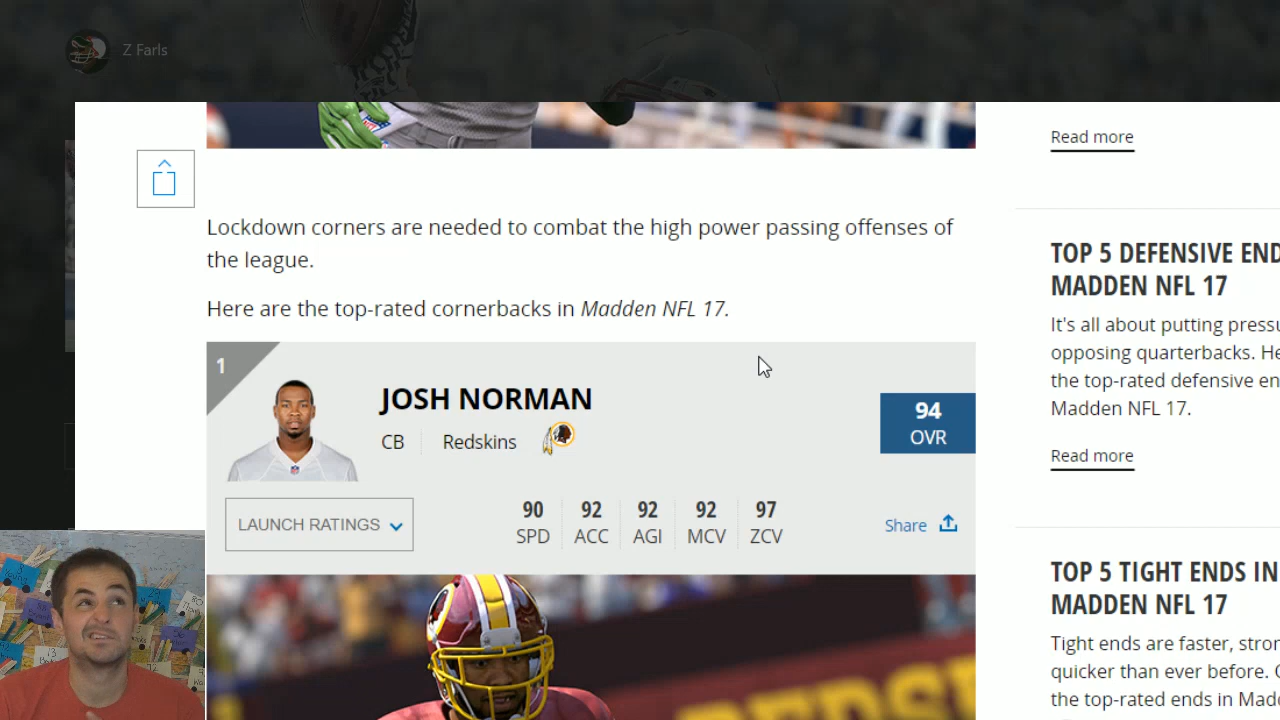 Z Farls
Read more
Lockdown corners are needed to combat the high power passing offenses of
the league.
Here are the top-rated cornerbacks in Madden NFL 17.
1
JOSH NORMAN
CB Redskins
94
OVR
LAUNCH RATINGS
90 92 92 92 97
SPD ACC AGI MCV ZCV
Share
TOP 5 DEFENSIVE END
MADDEN NFL 17
It's all about putting pressu
opposing quarterbacks. He
the top-rated defensive en
Madden NFL 17.
Read more
TOP 5 TIGHT ENDS IN
MADDEN NFL 17
Tight ends are faster, stron
quicker than ever before. C
the top-rated ends in Madd